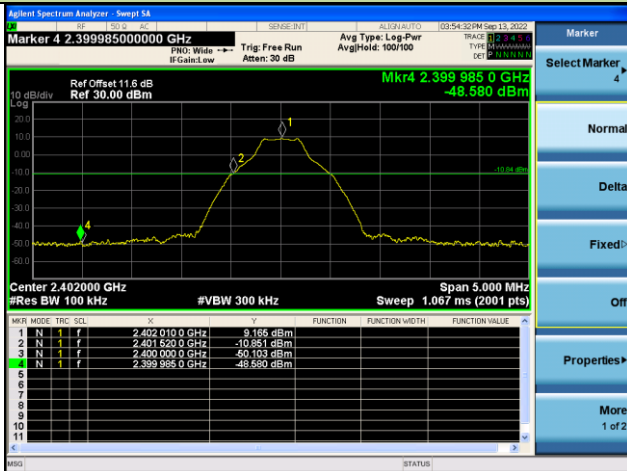 Agilent Spectrum Analyzer - Swept SA
RF 50 Ω AC SENSE:INT ALIGN AUTO 03:54:32 PM Sep 13, 2022
Marker 4 2.399985000000 GHz
PNO: Wide
IFGain:Low
Trig: Free Run
Atten: 30 dB
Avg Type: Log-Pwr
Avg|Hold: 100/100
TRACE 1 2 3 4 5 6
TYPE MWWWWW
DET P N N N N N
Mkr4 2.399 985 0 GHz
-48.580 dBm
Ref Offset 11.6 dB
10 dB/div Ref 30.00 dBm
Log
20.0
10.0
0.00
-10.0
-20.0
-30.0
-40.0
-50.0
-60.0
1
2
4
-10.84 dBm
Center 2.402000 GHz Span 5.000 MHz
#Res BW 100 kHz #VBW 300 kHz Sweep 1.067 ms (2001 pts)
MKR MODE TRC SCL X Y FUNCTION FUNCTION WIDTH FUNCTION VALUE
1 N 1 f 2.402 010 0 GHz 9.165 dBm
2 N 1 f 2.401 520 0 GHz -10.851 dBm
3 N 1 f 2.400 000 0 GHz -50.103 dBm
4 N 1 f 2.399 985 0 GHz -48.580 dBm
5
6
7
8
9
10
11
MSG STATUS
Marker
Select Marker
4
Normal
Delta
Fixed
Off
Properties
More
1 of 2